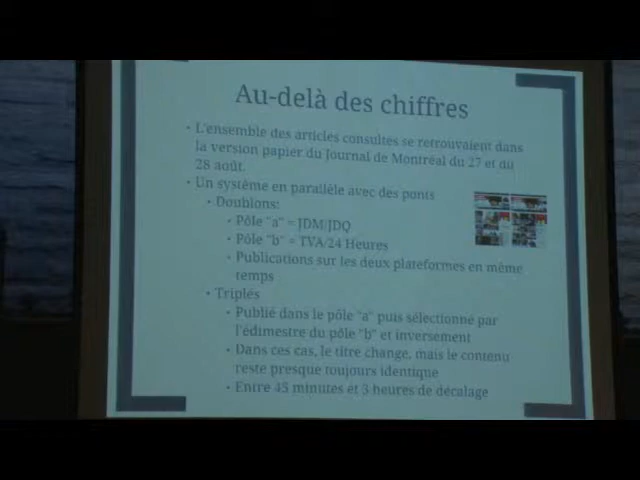 Au-delà des chiffres
• L'ensemble des articles consultés se retrouvaient dans
la version papier du Journal de Montréal du 27 et du
28 août.
• Un système en parallèle avec des ponts
• Doublons:
• Pôle "a" = JDM/JDQ
• Pôle "b" = TVA/24 Heures
• Publications sur les deux plateformes en même
temps
• Triplés
• Publié dans le pôle "a" puis sélectionné par
l'édimestre du pôle "b" et inversement
• Dans ces cas, le titre change, mais le contenu
reste presque toujours identique
• Entre 45 minutes et 3 heures de décalage